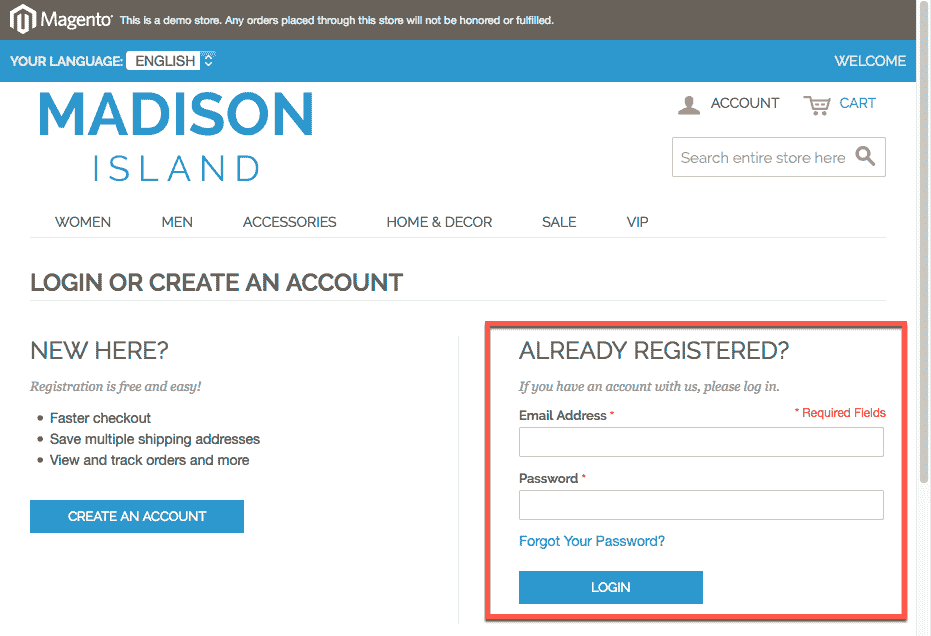 Magento® This is a demo store. Any orders placed through this store will not be honored or fulfilled.
YOUR LANGUAGE: ENGLISH WELCOME
MADISON
ISLAND
ACCOUNT CART
Search entire store here
WOMEN MEN ACCESSORIES HOME & DECOR SALE VIP
LOGIN OR CREATE AN ACCOUNT
NEW HERE?
Registration is free and easy!
• Faster checkout
• Save multiple shipping addresses
• View and track orders and more
CREATE AN ACCOUNT
ALREADY REGISTERED?
If you have an account with us, please log in.
Email Address * * Required Fields
Password *
Forgot Your Password?
LOGIN